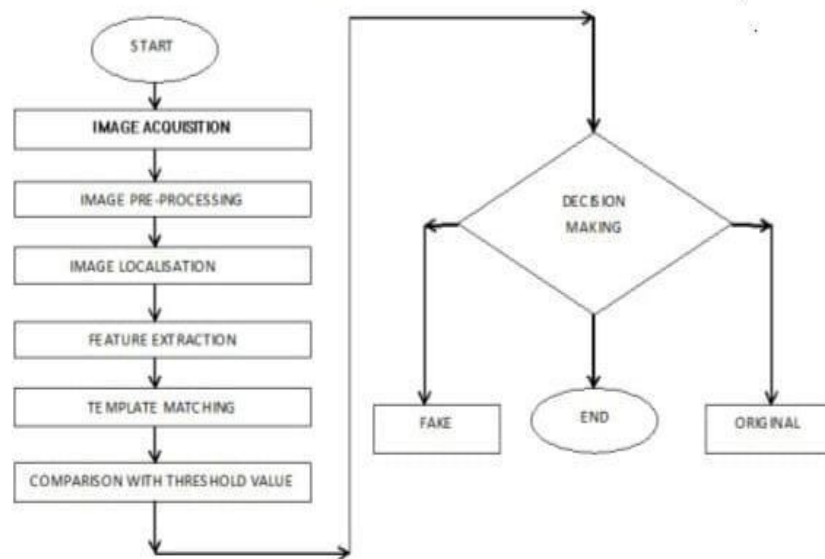 START
IMAGE ACQUISITION
IMAGE PRE-PROCESSING
IMAGE LOCALISATION
FEATURE EXTRACTION
TEMPLATE MATCHING
COMPARISON WITH THRESHOLD VALUE
DECISION
MAKING
FAKE
END
ORIGINAL